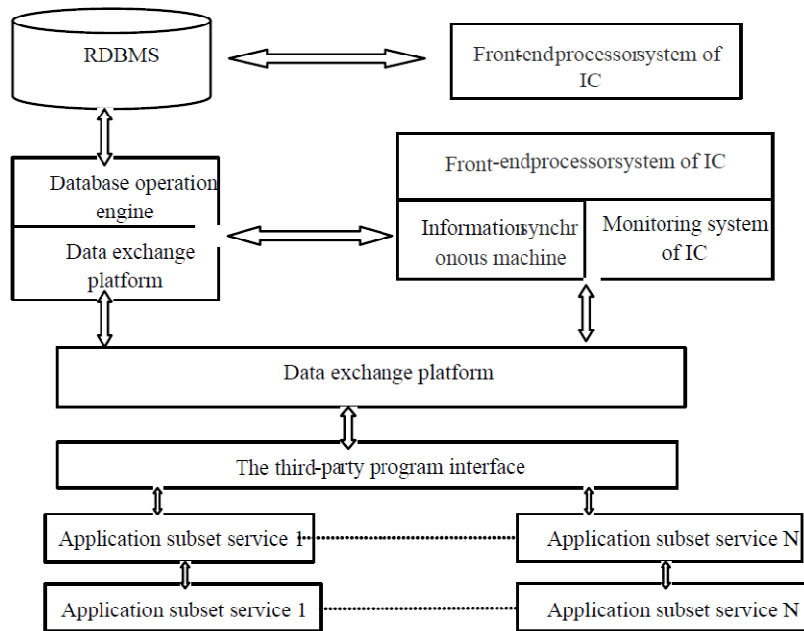 RDBMS
Front-endprocessorsystem of
IC
Database operation
engine
Data exchange
platform
Front-endprocessorsystem of IC
Informationsynchr
onous machine
Monitoring system
of IC
Data exchange platform
The third-party program interface
Application subset service 1
Application subset service N
Application subset service 1
Application subset service N